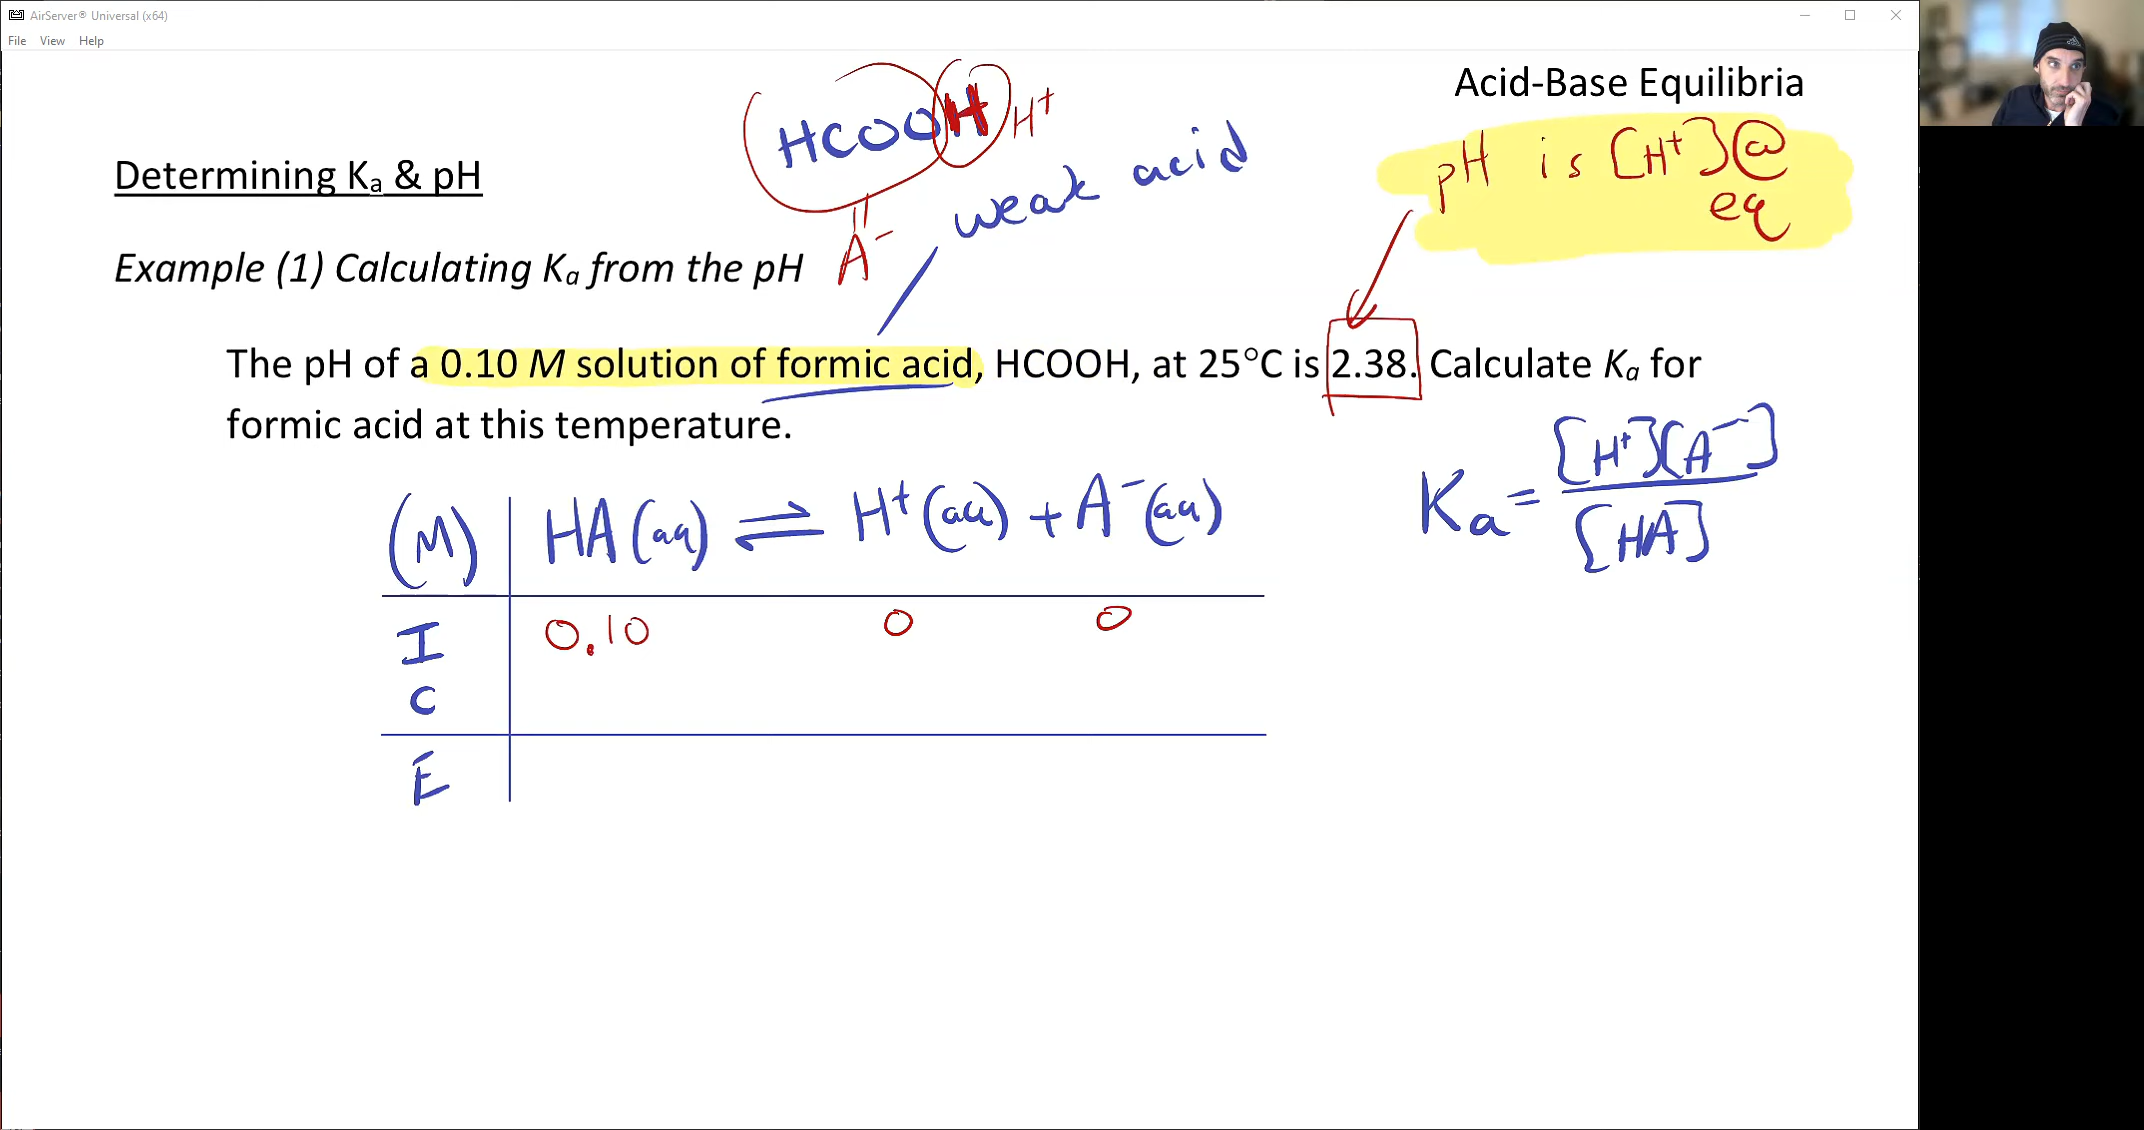 AirServer® Universal (x64)
File View Help
Acid-Base Equilibria
HCOOH H⁺
A⁻
weak acid
pH is [H⁺]@
eq
Determining Kₐ & pH
Example (1) Calculating Kₐ from the pH
The pH of a 0.10 M solution of formic acid, HCOOH, at 25°C is 2.38. Calculate Kₐ for
formic acid at this temperature.
Kₐ = [H⁺][A⁻] / [HA]
(M) HA(aq) ⇌ H⁺(aq) + A⁻(aq)
I 0.10 0 0
C
E